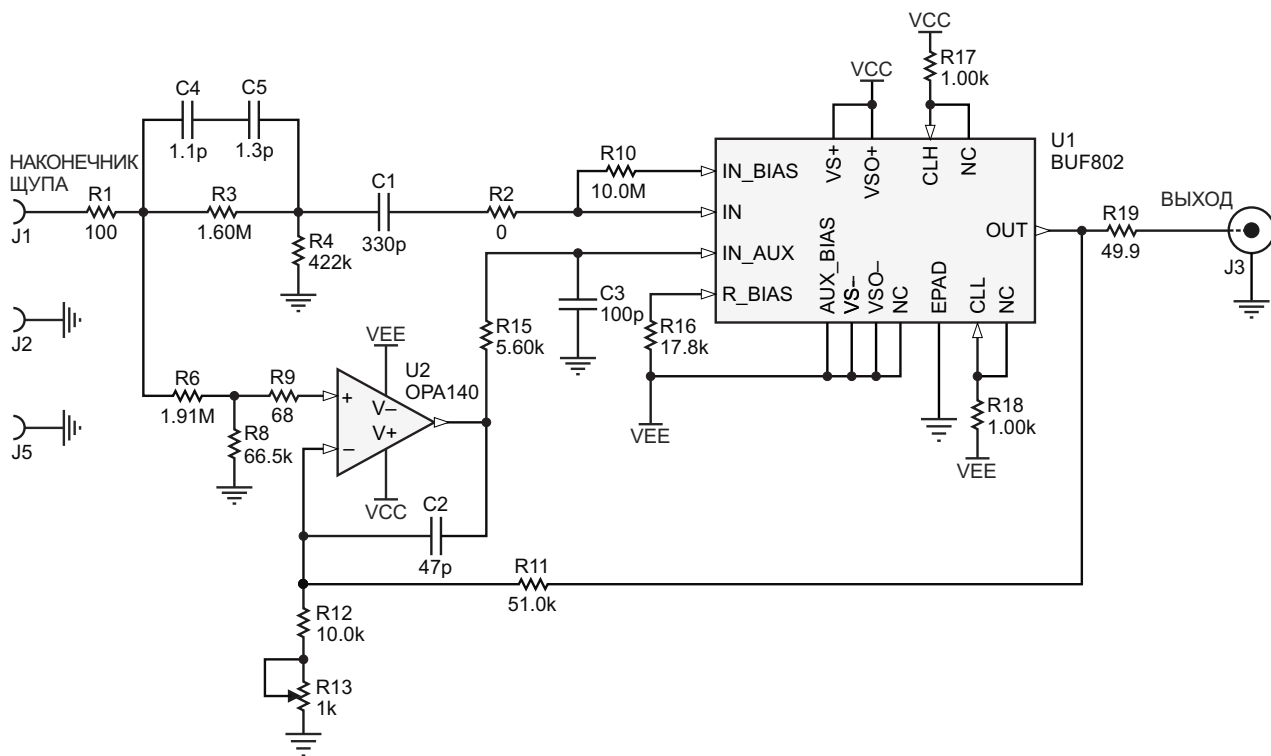 VCC
R17
1.00k
VCC
C4
C5
1.1p
1.3p
U1
BUF802
НАКОНЕЧНИК
ЩУПА
R1
100
J1
R3
1.60M
R4
422k
C1
330p
R2
0
R10
10.0M
IN_BIAS
IN
IN_AUX
R_BIAS
VS+
VSO+
CLH
NC
OUT
AUX_BIAS
VS–
VSO–
NC
EPAD
CLL
NC
ВЫХОД
R19
49.9
J3
C3
100p
R16
17.8k
R15
5.60k
J2
VEE
U2
OPA140
R6
1.91M
R9
68
+
V–
V+
–
R8
66.5k
J5
VEE
R18
1.00k
VEE
VCC
C2
47p
R11
51.0k
R12
10.0k
R13
1k